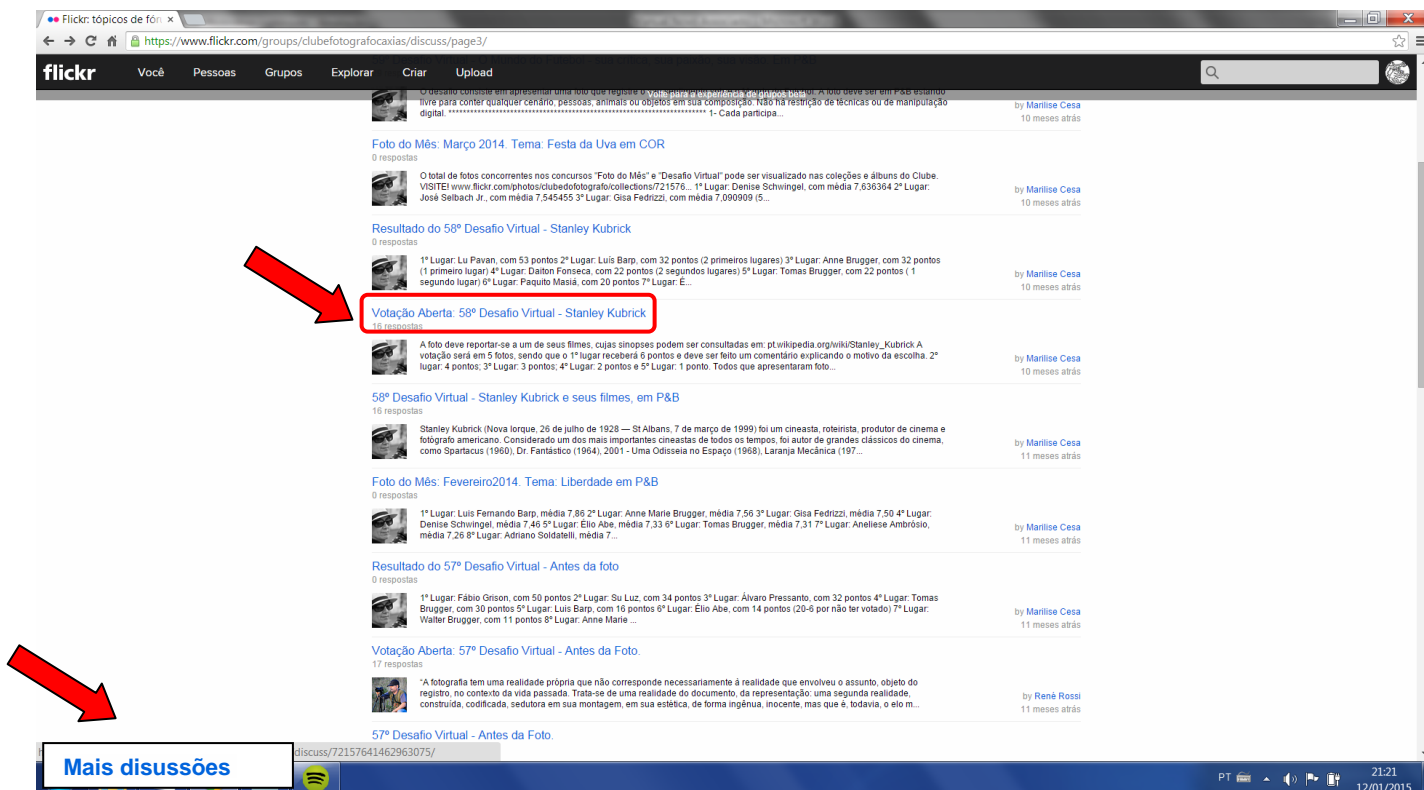 Flickr: tópicos de fón ×
https://www.flickr.com/groups/clubefotografocaxias/discuss/page3/
flickr Você Pessoas Grupos Explorar Criar Upload
Volte para a experiência de grupos beta
livre para conter qualquer cenário, pessoas, animais ou objetos em sua composição. Não há restrição de técnicas ou de manipulação
digital. ****************************************************************** 1- Cada participa...
by Marilise Cesa
10 meses atrás
Foto do Mês: Março 2014. Tema: Festa da Uva em COR
0 respostas
O total de fotos concorrentes nos concursos "Foto do Mês" e "Desafio Virtual" pode ser visualizado nas coleções e álbuns do Clube.
VISITE! www.flickr.com/photos/clubedofotografo/collections/721576... 1º Lugar: Denise Schwingel, com média 7,636364 2º Lugar:
José Selbach Jr., com média 7,545455 3º Lugar: Gisa Fedrizzi, com média 7,090909 (5...
by Marilise Cesa
10 meses atrás
Resultado do 58º Desafio Virtual - Stanley Kubrick
0 respostas
1º Lugar: Lu Pavan, com 53 pontos 2º Lugar: Luís Barp, com 32 pontos (2 primeiros lugares) 3º Lugar: Anne Brugger, com 32 pontos
(1 primeiro lugar) 4º Lugar: Daiton Fonseca, com 22 pontos (2 segundos lugares) 5º Lugar: Tomas Brugger, com 22 pontos ( 1
segundo lugar) 6º Lugar: Paquito Masiá, com 20 pontos 7º Lugar: É...
by Marilise Cesa
10 meses atrás
Votação Aberta: 58º Desafio Virtual - Stanley Kubrick
16 respostas
A foto deve reportar-se a um de seus filmes, cujas sinopses podem ser consultadas em: pt.wikipedia.org/wiki/Stanley_Kubrick A
votação será em 5 fotos, sendo que o 1º lugar receberá 6 pontos e deve ser feito um comentário explicando o motivo da escolha. 2º
lugar: 4 pontos; 3º Lugar: 3 pontos; 4º Lugar: 2 pontos e 5º Lugar: 1 ponto. Todos que apresentaram foto...
by Marilise Cesa
10 meses atrás
58º Desafio Virtual - Stanley Kubrick e seus filmes, em P&B
16 respostas
Stanley Kubrick (Nova Iorque, 26 de julho de 1928 — St Albans, 7 de março de 1999) foi um cineasta, roteirista, produtor de cinema e
fotógrafo americano. Considerado um dos mais importantes cineastas de todos os tempos, foi autor de grandes clássicos do cinema,
como Spartacus (1960), Dr. Fantástico (1964), 2001 - Uma Odisseia no Espaço (1968), Laranja Mecânica (197...
by Marilise Cesa
11 meses atrás
Foto do Mês: Fevereiro2014. Tema: Liberdade em P&B
0 respostas
1º Lugar: Luis Fernando Barp, média 7,86 2º Lugar: Anne Marie Brugger, média 7,56 3º Lugar: Gisa Fedrizzi, média 7,50 4º Lugar:
Denise Schwingel, média 7,46 5º Lugar: Élio Abe, média 7,33 6º Lugar: Tomas Brugger, média 7,31 7º Lugar: Aneliese Ambrósio,
média 7,26 8º Lugar: Adriano Soldatelli, média 7...
by Marilise Cesa
11 meses atrás
Resultado do 57º Desafio Virtual - Antes da foto
0 respostas
1º Lugar: Fábio Grison, com 50 pontos 2º Lugar: Su Luz, com 34 pontos 3º Lugar: Álvaro Pressanto, com 32 pontos 4º Lugar: Tomas
Brugger, com 30 pontos 5º Lugar: Luis Barp, com 16 pontos 6º Lugar: Élio Abe, com 14 pontos (20-6 por não ter votado) 7º Lugar:
Walter Brugger, com 11 pontos 8º Lugar: Anne Marie ...
by Marilise Cesa
11 meses atrás
Votação Aberta: 57º Desafio Virtual - Antes da Foto.
17 respostas
"A fotografia tem uma realidade própria que não corresponde necessariamente à realidade que envolveu o assunto, objeto do
registro, no contexto da vida passada. Trata-se de uma realidade do documento, da representação: uma segunda realidade,
construída, codificada, sedutora em sua montagem, em sua estética, de forma ingênua, inocente, mas que é, todavia, o elo m...
by Renè Rossi
11 meses atrás
57º Desafio Virtual - Antes da Foto.
discuss/72157641462963075/
Mais disussões
PT 21:21
12/01/2015